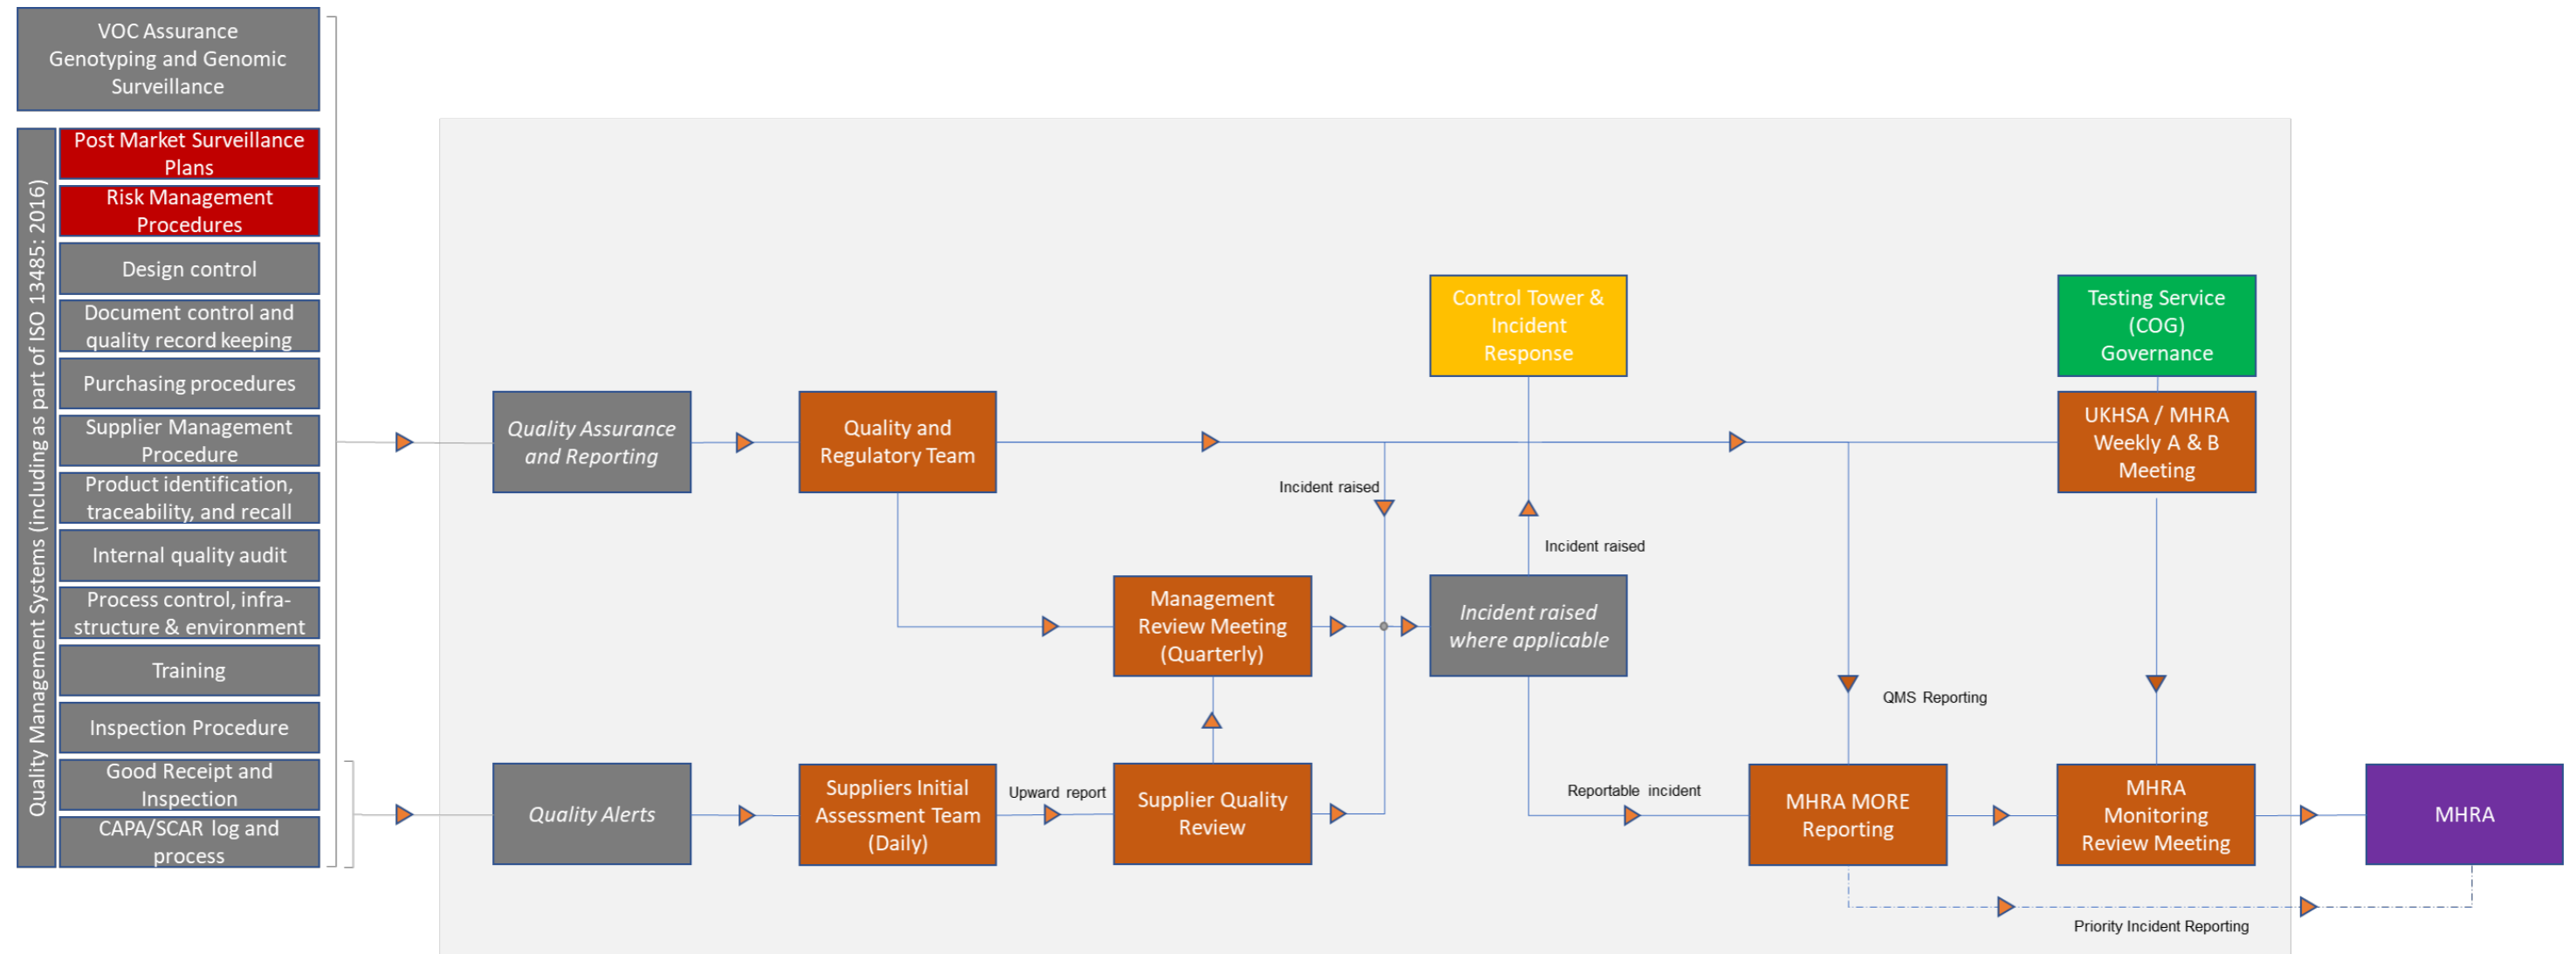 VOC Assurance
Genotyping and Genomic
Surveillance
Quality Management Systems (including as part of ISO 13485: 2016)
Post Market Surveillance
Plans
Risk Management
Procedures
Design control
Document control and
quality record keeping
Purchasing procedures
Supplier Management
Procedure
Product identification,
traceability, and recall
Internal quality audit
Process control, infra-
structure & environment
Training
Inspection Procedure
Good Receipt and
Inspection
CAPA/SCAR log and
process
Quality Assurance
and Reporting
Quality and
Regulatory Team
Control Tower &
Incident
Response
Testing Service
(COG)
Governance
UKHSA / MHRA
Weekly A & B
Meeting
Incident raised
Incident raised
Management
Review Meeting
(Quarterly)
Incident raised
where applicable
QMS Reporting
Quality Alerts
Suppliers Initial
Assessment Team
(Daily)
Upward report
Supplier Quality
Review
Reportable incident
MHRA MORE
Reporting
MHRA
Monitoring
Review Meeting
MHRA
Priority Incident Reporting